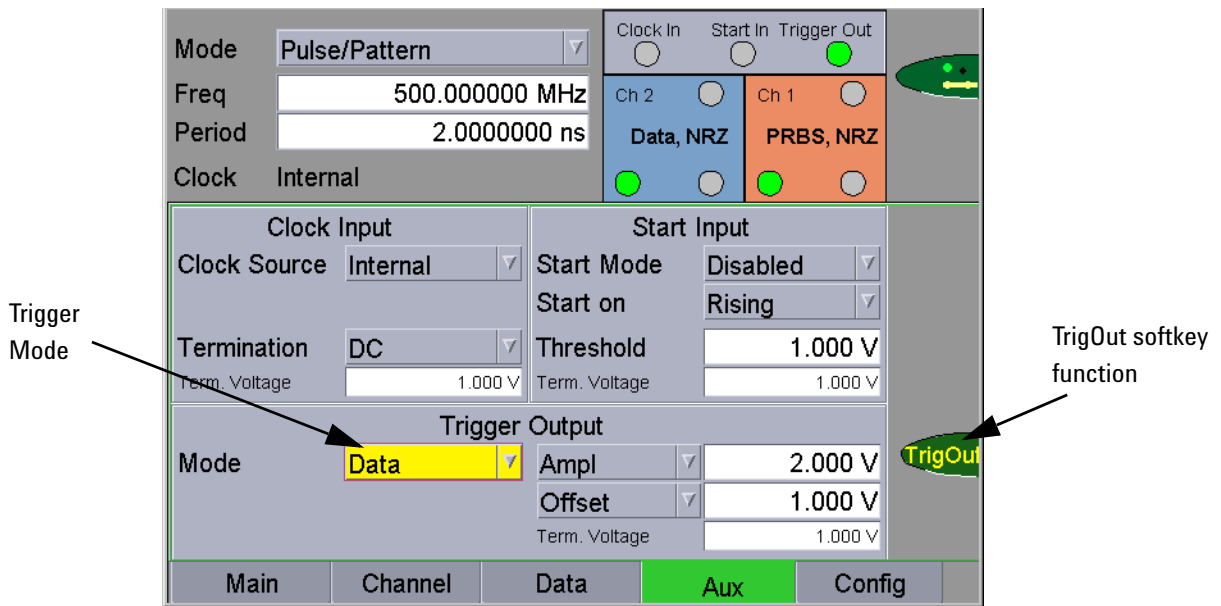 Mode Pulse/Pattern
Freq 500.000000 MHz
Period 2.0000000 ns
Clock Internal
Clock In Start In Trigger Out
Ch 2 Ch 1
Data, NRZ PRBS, NRZ
Clock Input
Clock Source Internal
Termination DC
Term. Voltage 1.000 V
Start Input
Start Mode Disabled
Start on Rising
Threshold 1.000 V
Term. Voltage 1.000 V
Trigger Output
Mode Data
Ampl 2.000 V
Offset 1.000 V
Term. Voltage 1.000 V
TrigOut
Main Channel Data Aux Config
Trigger
Mode
TrigOut softkey
function